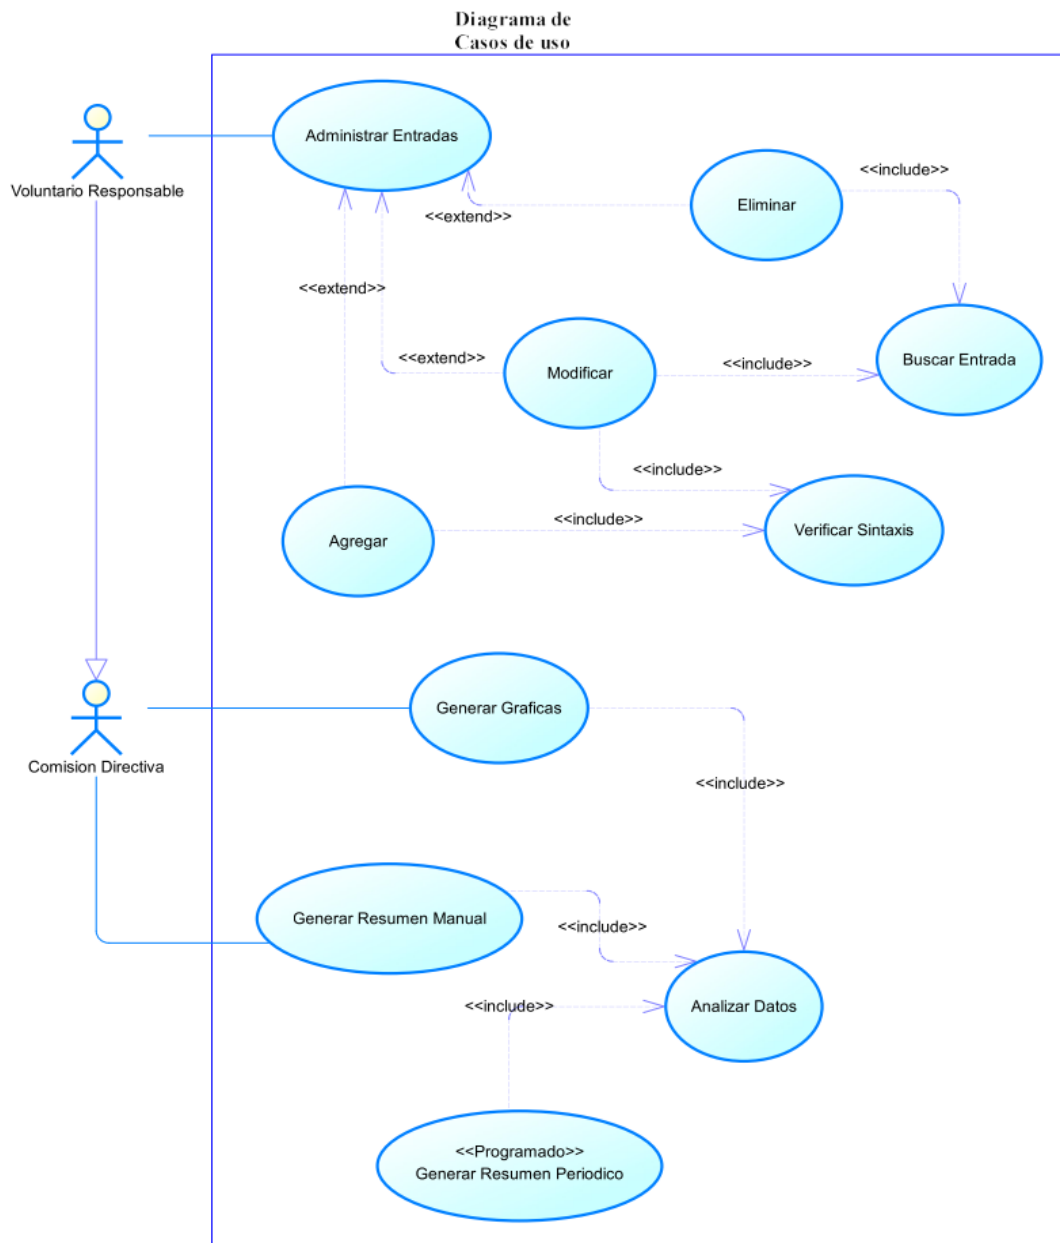 Diagrama de
Casos de uso
Administrar Entradas
Voluntario Responsable
<<include>>
Eliminar
<<extend>>
<<extend>>
<<extend>>
Modificar
<<include>>
Buscar Entrada
<<include>>
Agregar
<<include>>
Verificar Sintaxis
Generar Graficas
Comision Directiva
<<include>>
Generar Resumen Manual
<<include>>
<<include>>
Analizar Datos
<<Programado>>
Generar Resumen Periodico